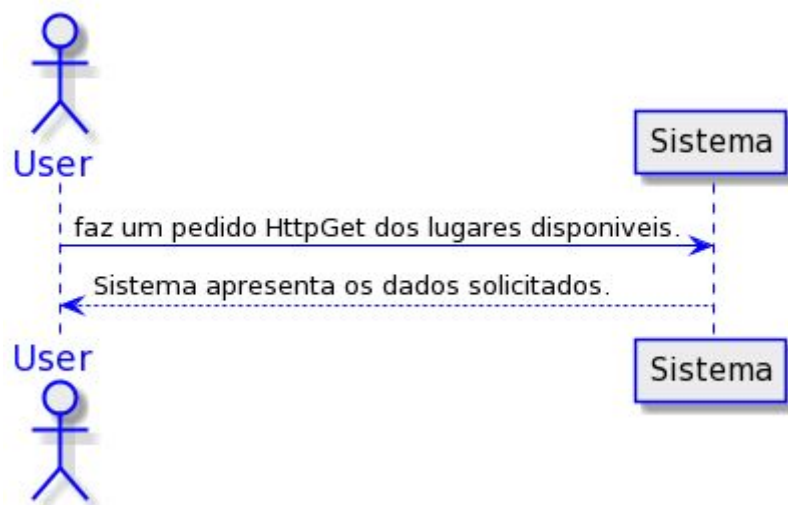 User
Sistema
faz um pedido HttpGet dos lugares disponiveis.
Sistema apresenta os dados solicitados.
User
Sistema